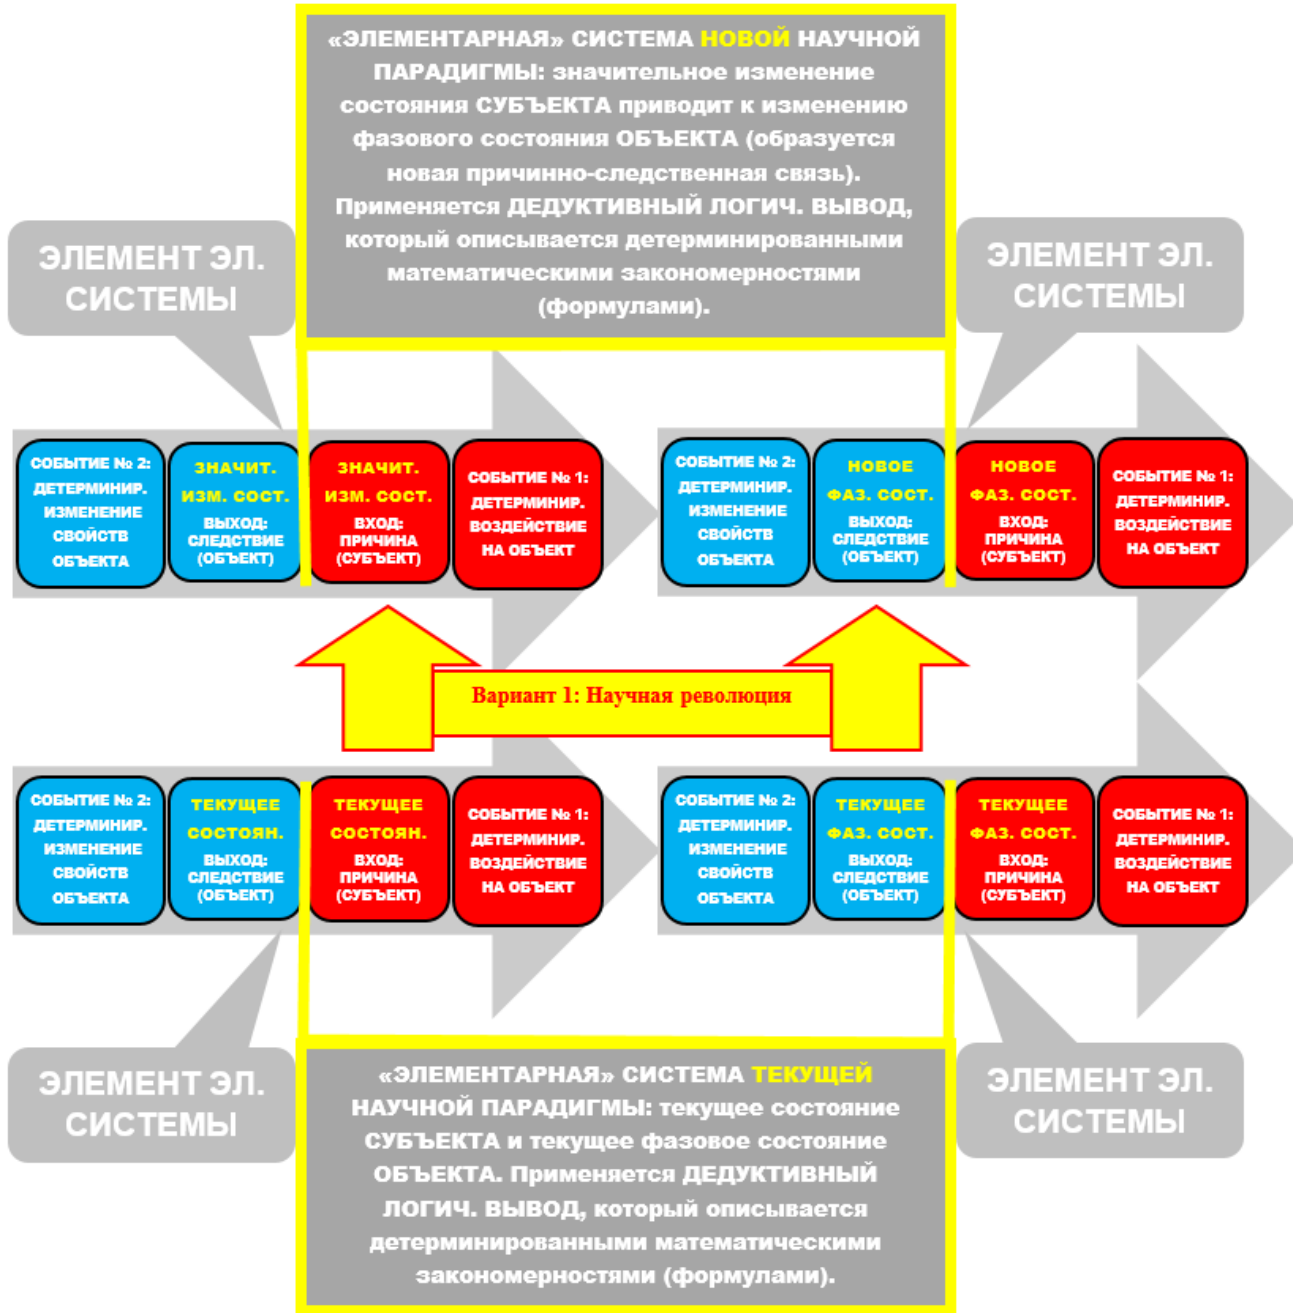 «ЭЛЕМЕНТАРНАЯ» СИСТЕМА НОВОЙ НАУЧНОЙ
ПАРАДИГМЫ: значительное изменение
состояния СУБЪЕКТА приводит к изменению
фазового состояния ОБЪЕКТА (образуется
новая причинно-следственная связь).
Применяется ДЕДУКТИВНЫЙ ЛОГИЧ. ВЫВОД,
который описывается детерминированными
математическими закономерностями
(формулами).
ЭЛЕМЕНТ ЭЛ.
СИСТЕМЫ
ЭЛЕМЕНТ ЭЛ.
СИСТЕМЫ
СОБЫТИЕ № 2:
ДЕТЕРМИНИР.
ИЗМЕНЕНИЕ
СВОЙСТВ
ОБЪЕКТА
ЗНАЧИТ.
ИЗМ. СОСТ.
ВЫХОД:
СЛЕДСТВИЕ
(ОБЪЕКТ)
ЗНАЧИТ.
ИЗМ. СОСТ.
ВХОД:
ПРИЧИНА
(СУБЪЕКТ)
СОБЫТИЕ № 1:
ДЕТЕРМИНИР.
ВОЗДЕЙСТВИЕ
НА ОБЪЕКТ
СОБЫТИЕ № 2:
ДЕТЕРМИНИР.
ИЗМЕНЕНИЕ
СВОЙСТВ
ОБЪЕКТА
НОВОЕ
ФАЗ. СОСТ.
ВЫХОД:
СЛЕДСТВИЕ
(ОБЪЕКТ)
НОВОЕ
ФАЗ. СОСТ.
ВХОД:
ПРИЧИНА
(СУБЪЕКТ)
СОБЫТИЕ № 1:
ДЕТЕРМИНИР.
ВОЗДЕЙСТВИЕ
НА ОБЪЕКТ
Вариант 1: Научная революция
СОБЫТИЕ № 2:
ДЕТЕРМИНИР.
ИЗМЕНЕНИЕ
СВОЙСТВ
ОБЪЕКТА
ТЕКУЩЕЕ
СОСТОЯН.
ВЫХОД:
СЛЕДСТВИЕ
(ОБЪЕКТ)
ТЕКУЩЕЕ
СОСТОЯН.
ВХОД:
ПРИЧИНА
(СУБЪЕКТ)
СОБЫТИЕ № 1:
ДЕТЕРМИНИР.
ВОЗДЕЙСТВИЕ
НА ОБЪЕКТ
СОБЫТИЕ № 2:
ДЕТЕРМИНИР.
ИЗМЕНЕНИЕ
СВОЙСТВ
ОБЪЕКТА
ТЕКУЩЕЕ
ФАЗ. СОСТ.
ВЫХОД:
СЛЕДСТВИЕ
(ОБЪЕКТ)
ТЕКУЩЕЕ
ФАЗ. СОСТ.
ВХОД:
ПРИЧИНА
(СУБЪЕКТ)
СОБЫТИЕ № 1:
ДЕТЕРМИНИР.
ВОЗДЕЙСТВИЕ
НА ОБЪЕКТ
ЭЛЕМЕНТ ЭЛ.
СИСТЕМЫ
ЭЛЕМЕНТ ЭЛ.
СИСТЕМЫ
«ЭЛЕМЕНТАРНАЯ» СИСТЕМА ТЕКУЩЕЙ
НАУЧНОЙ ПАРАДИГМЫ: текущее состояние
СУБЪЕКТА и текущее фазовое состояние
ОБЪЕКТА. Применяется ДЕДУКТИВНЫЙ
ЛОГИЧ. ВЫВОД, который описывается
детерминированными математическими
закономерностями (формулами).